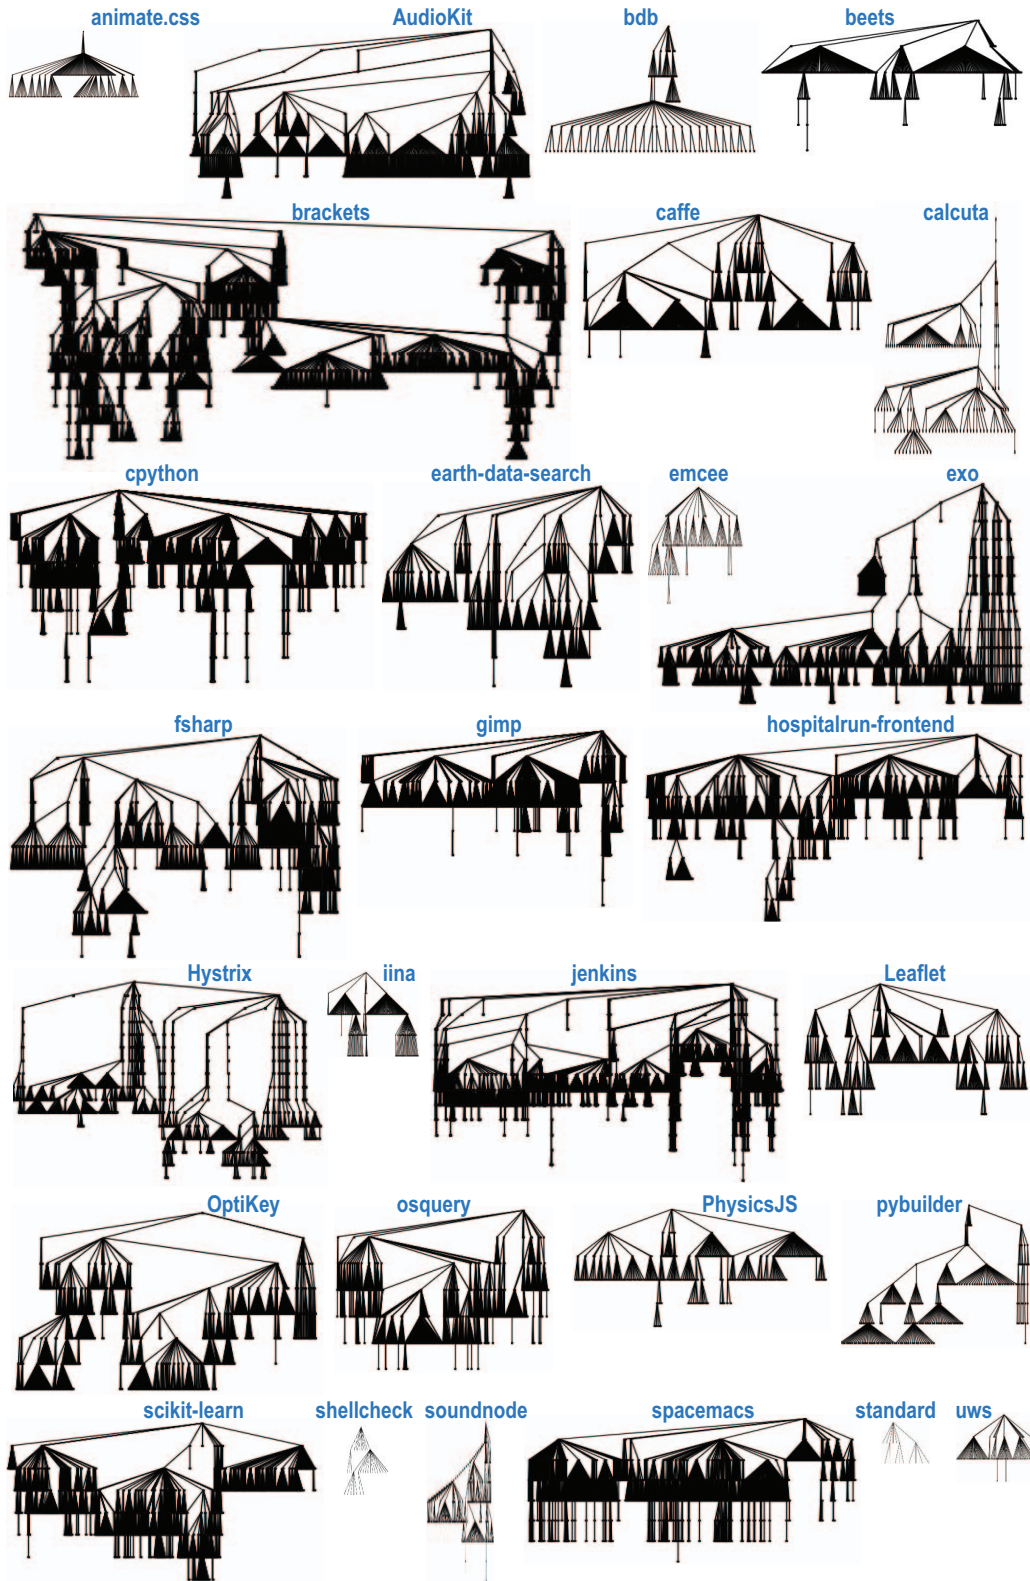 animate.css AudioKit bdb beets
brackets caffe calcuta
cpython earth-data-search emcee exo
fsharp gimp hospitalrun-frontend
Hystrix iina jenkins Leaflet
OptiKey osquery PhysicsJS pybuilder
scikit-learn shellcheck soundnode spacemacs standard uws